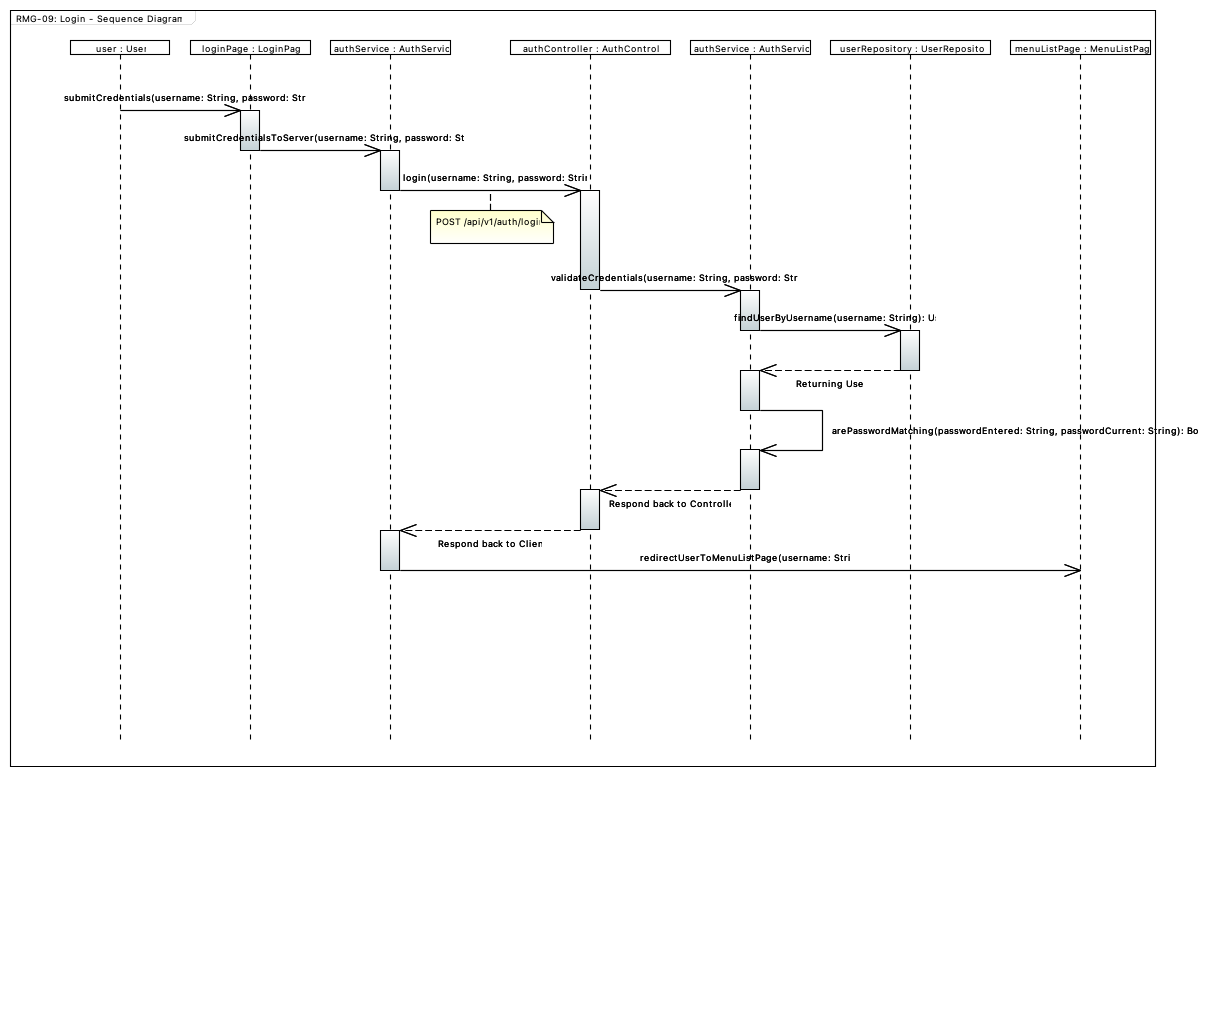 RMG-09: Login - Sequence Diagram
user : User
loginPage : LoginPag
authService : AuthServic
authController : AuthControl
authService : AuthServic
userRepository : UserReposito
menuListPage : MenuListPag
submitCredentials(username: String, password: Str
submitCredentialsToServer(username: String, password: St
login(username: String, password: Strin
POST /api/v1/auth/logi
validateCredentials(username: String, password: Str
findUserByUsername(username: String): U
Returning Use
arePasswordMatching(passwordEntered: String, passwordCurrent: String): Bo
Respond back to Controlle
Respond back to Clien
redirectUserToMenuListPage(username: Stri